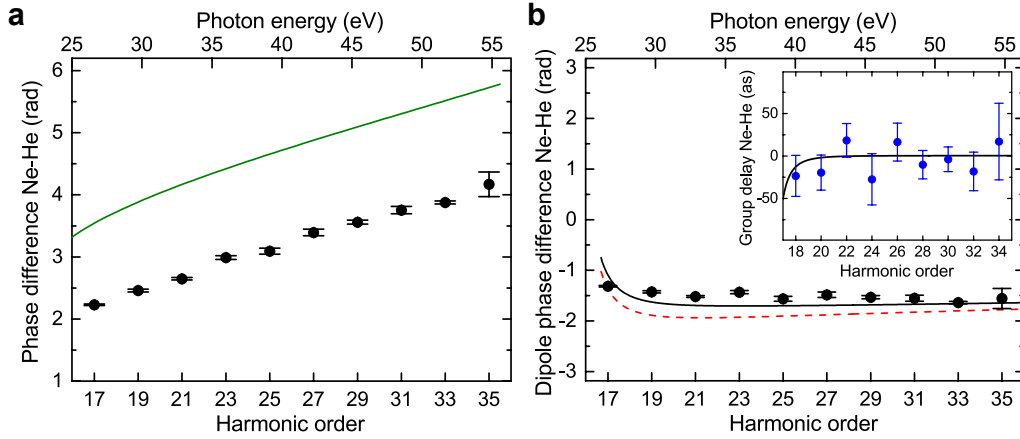 a
Photon energy (eV)
25 30 35 40 45 50 55
Phase difference Ne-He (rad)
6
5
4
3
2
1
17 19 21 23 25 27 29 31 33 35
Harmonic order
b
Photon energy (eV)
25 30 35 40 45 50 55
Dipole phase difference Ne-He (rad)
3
2
1
0
-1
-2
-3
17 19 21 23 25 27 29 31 33 35
Harmonic order
Group delay Ne-He (as)
50
0
-50
18 20 22 24 26 28 30 32 34
Harmonic order